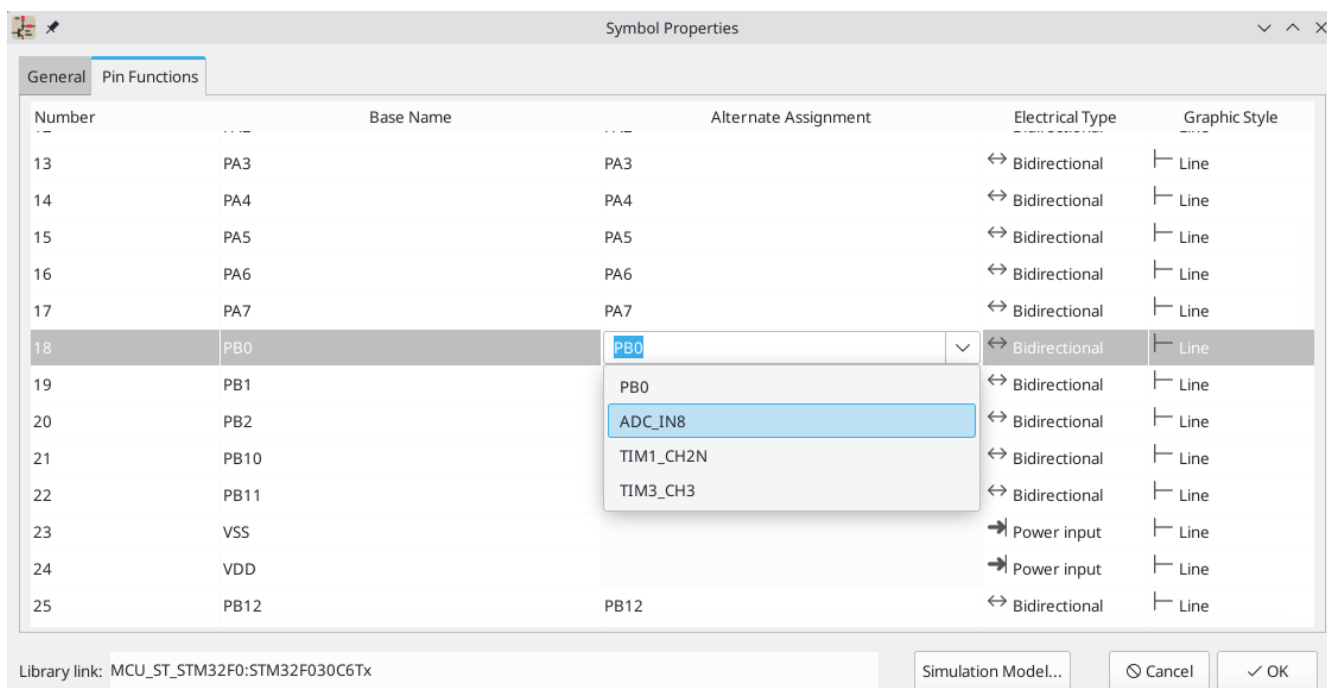 Symbol Properties
General Pin Functions
Number Base Name Alternate Assignment Electrical Type Graphic Style
13 PA3 PA3 Bidirectional Line
14 PA4 PA4 Bidirectional Line
15 PA5 PA5 Bidirectional Line
16 PA6 PA6 Bidirectional Line
17 PA7 PA7 Bidirectional Line
18 PB0 PB0 Bidirectional Line
19 PB1 PB0 Bidirectional Line
20 PB2 ADC_IN8 Bidirectional Line
21 PB10 TIM1_CH2N Bidirectional Line
22 PB11 TIM3_CH3 Bidirectional Line
23 VSS Power input Line
24 VDD Power input Line
25 PB12 PB12 Bidirectional Line
Library link: MCU_ST_STM32F0:STM32F030C6Tx Simulation Model... Cancel OK